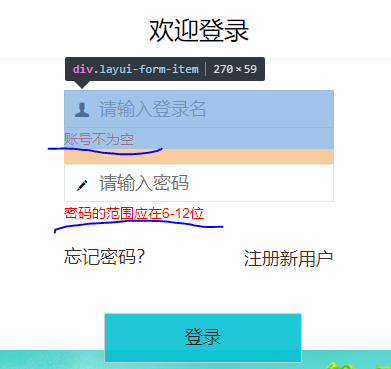 欢迎登录
div.layui-form-item 270×59
请输入登录名
账号不为空
请输入密码
密码的范围应在6-12位
忘记密码? 注册新用户
登录